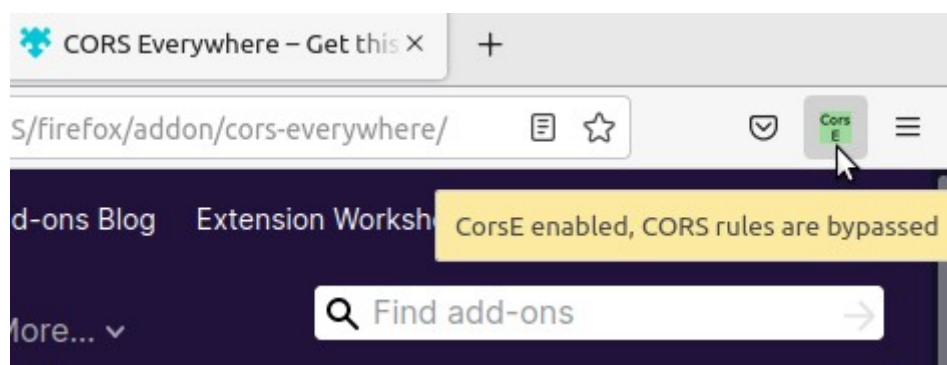 CORS Everywhere – Get this
S/firefox/addon/cors-everywhere/
Cors
E
d-ons Blog Extension Worksh
CorsE enabled, CORS rules are bypassed
Find add-ons
More...